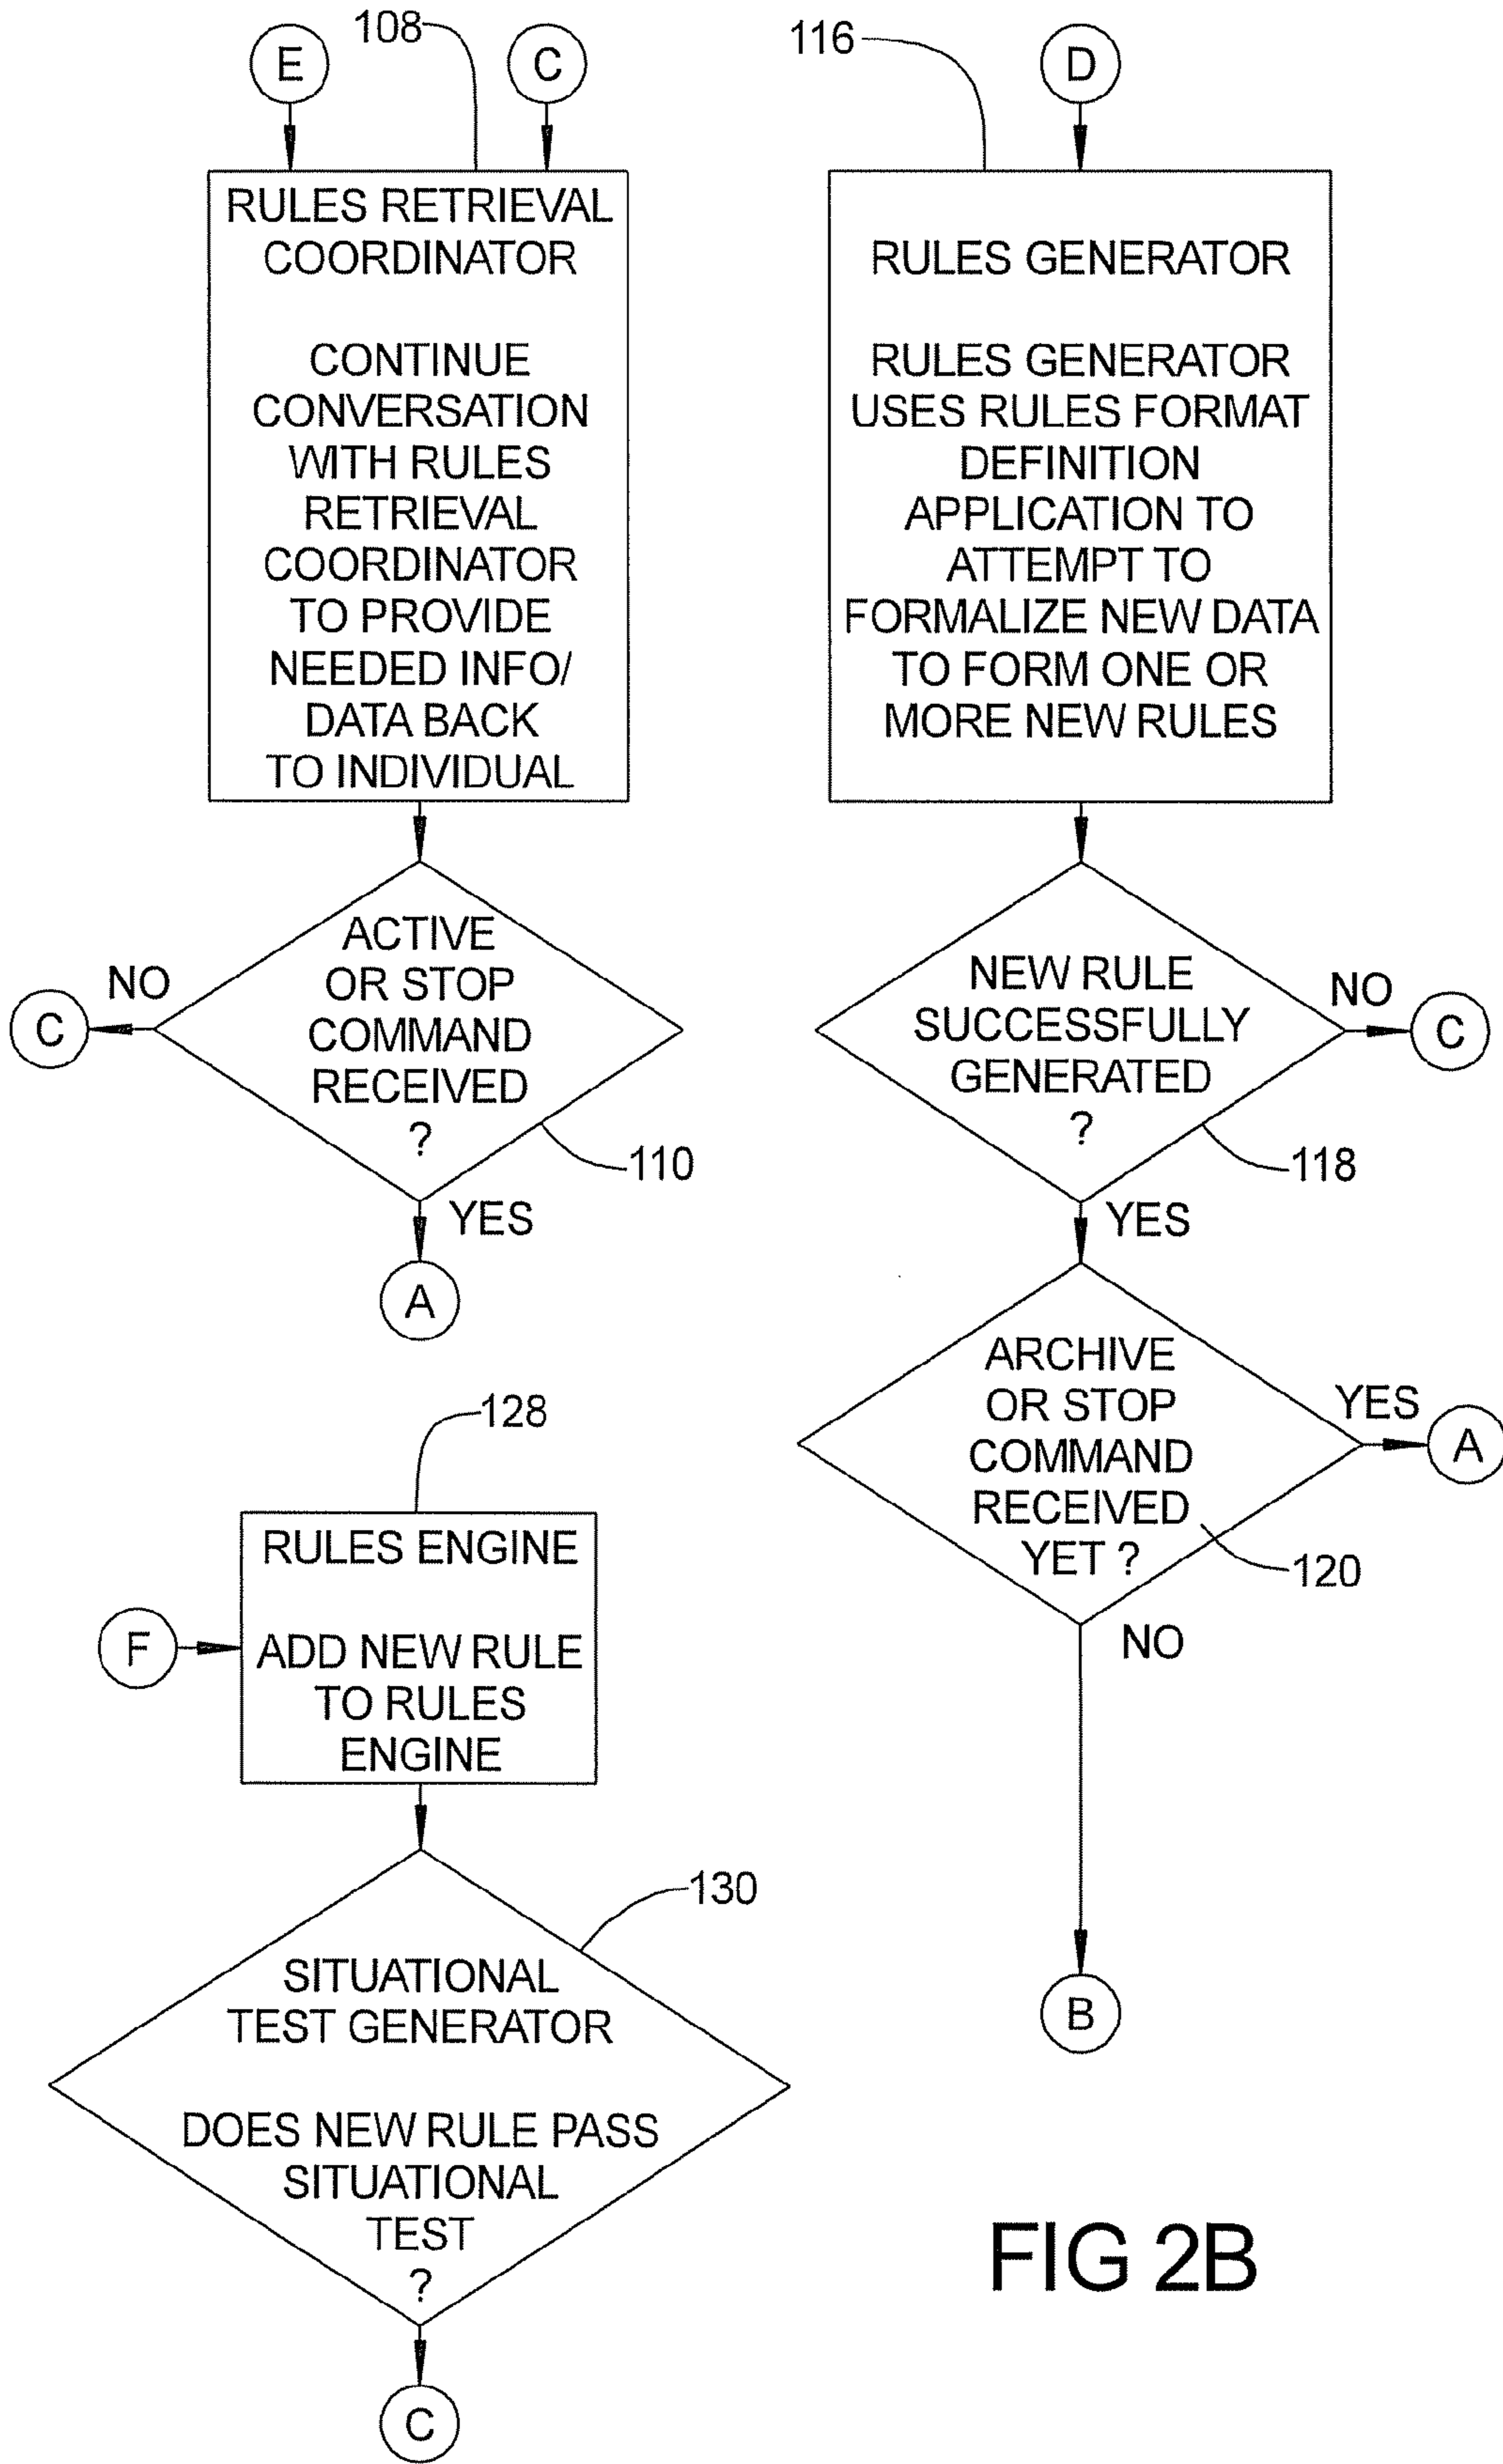 E
108
C
RULES RETRIEVAL
COORDINATOR
CONTINUE
CONVERSATION
WITH RULES
RETRIEVAL
COORDINATOR
TO PROVIDE
NEEDED INFO/
DATA BACK
TO INDIVIDUAL
ACTIVE
OR STOP
COMMAND
RECEIVED
?
NO
C
110
YES
A
116
D
RULES GENERATOR
RULES GENERATOR
USES RULES FORMAT
DEFINITION
APPLICATION TO
ATTEMPT TO
FORMALIZE NEW DATA
TO FORM ONE OR
MORE NEW RULES
NEW RULE
SUCCESSFULLY
GENERATED
?
NO
C
118
YES
ARCHIVE
OR STOP
COMMAND
RECEIVED
YET ?
YES
A
120
NO
B
128
RULES ENGINE
ADD NEW RULE
TO RULES
ENGINE
F
130
SITUATIONAL
TEST GENERATOR
DOES NEW RULE PASS
SITUATIONAL
TEST
?
C
FIG 2B